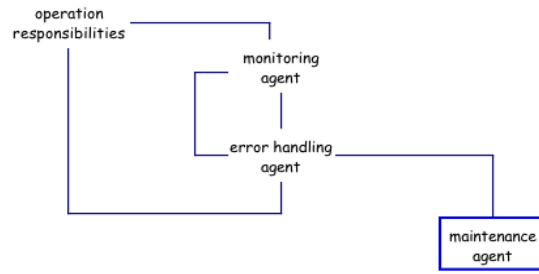 operation
responsibilities
monitoring
agent
error handling
agent
maintenance
agent